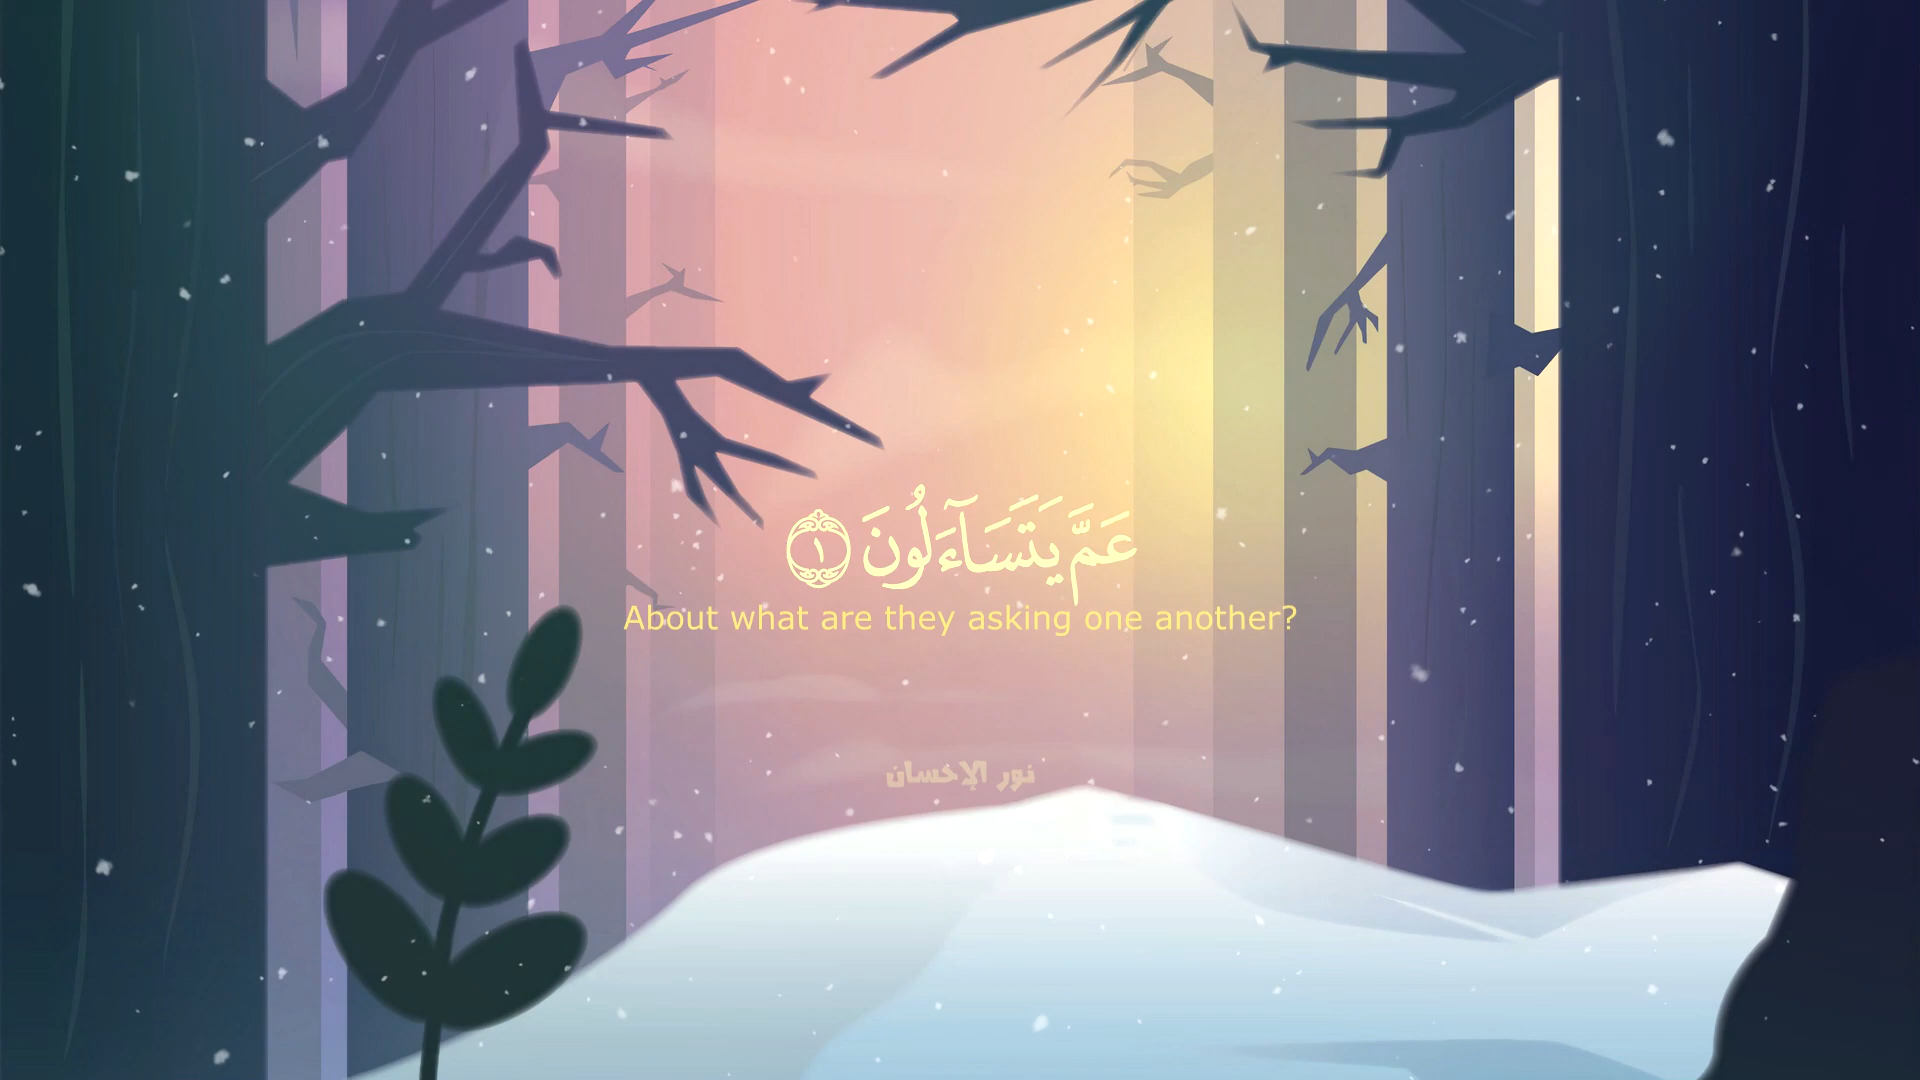 عَمَّ يَتَسَآءَلُونَ ١
About what are they asking one another?
نور الإحسان